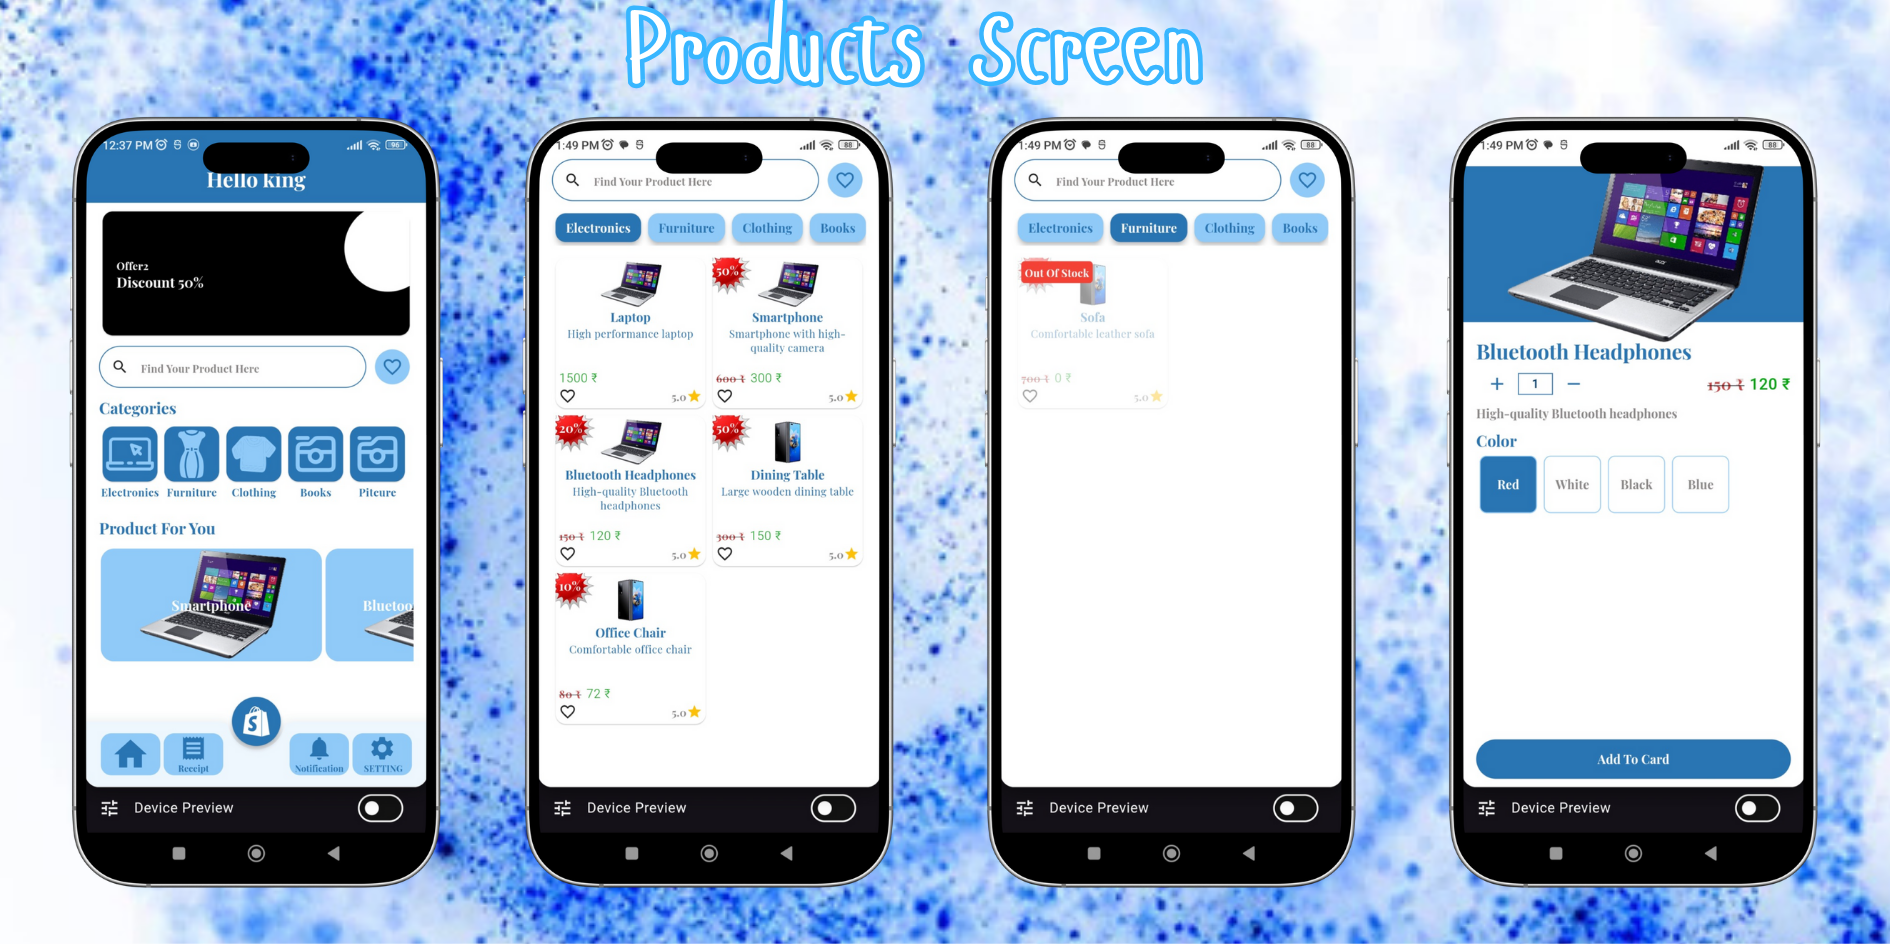 Products Screen
12:37 PM
96
Hello king
Offer2
Discount 50%
Find Your Product Here
Categories
Electronics Furniture Clothing Books Pitcure
Product For You
Smartphone
Bluetoo
S
Receipt
Notification
SETTING
Device Preview
1:49 PM
88
Find Your Product Here
Electronics Furniture Clothing Books
Laptop
High performance laptop
1500 ₹
5.0
50%
Smartphone
Smartphone with high-
quality camera
600 ₹ 300 ₹
5.0
20%
Bluetooth Headphones
High-quality Bluetooth
headphones
150 ₹ 120 ₹
5.0
50%
Dining Table
Large wooden dining table
300 ₹ 150 ₹
5.0
10%
Office Chair
Comfortable office chair
80 ₹ 72 ₹
5.0
Device Preview
1:49 PM
88
Find Your Product Here
Electronics Furniture Clothing Books
Out Of Stock
Sofa
Comfortable leather sofa
700 ₹ 0 ₹
5.0
Device Preview
1:49 PM
88
acer
Bluetooth Headphones
+ 1 −
150 ₹ 120 ₹
High-quality Bluetooth headphones
Color
Red White Black Blue
Add To Card
Device Preview